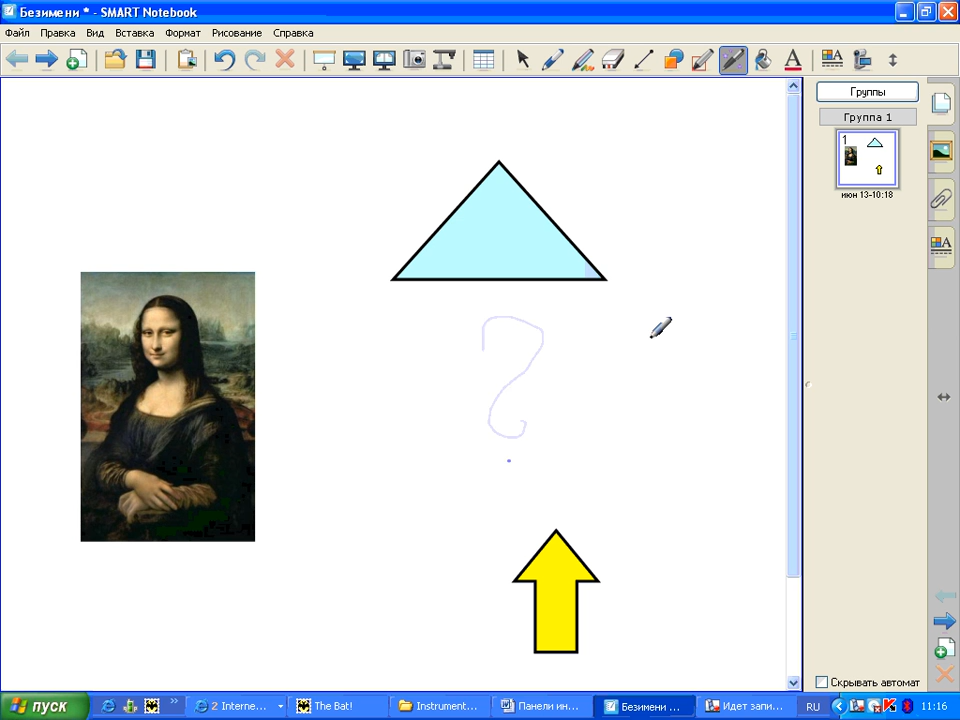 Безимени * - SMART Notebook
Файл Правка Вид Вставка Формат Рисование Справка
Группы
Группа 1
1
июн 13-10:18
?
Скрывать автомат
пуск
2 Interne...
The Bat!
Instrument...
Панели ин...
Безимени ...
Идет запи...
RU
11:16